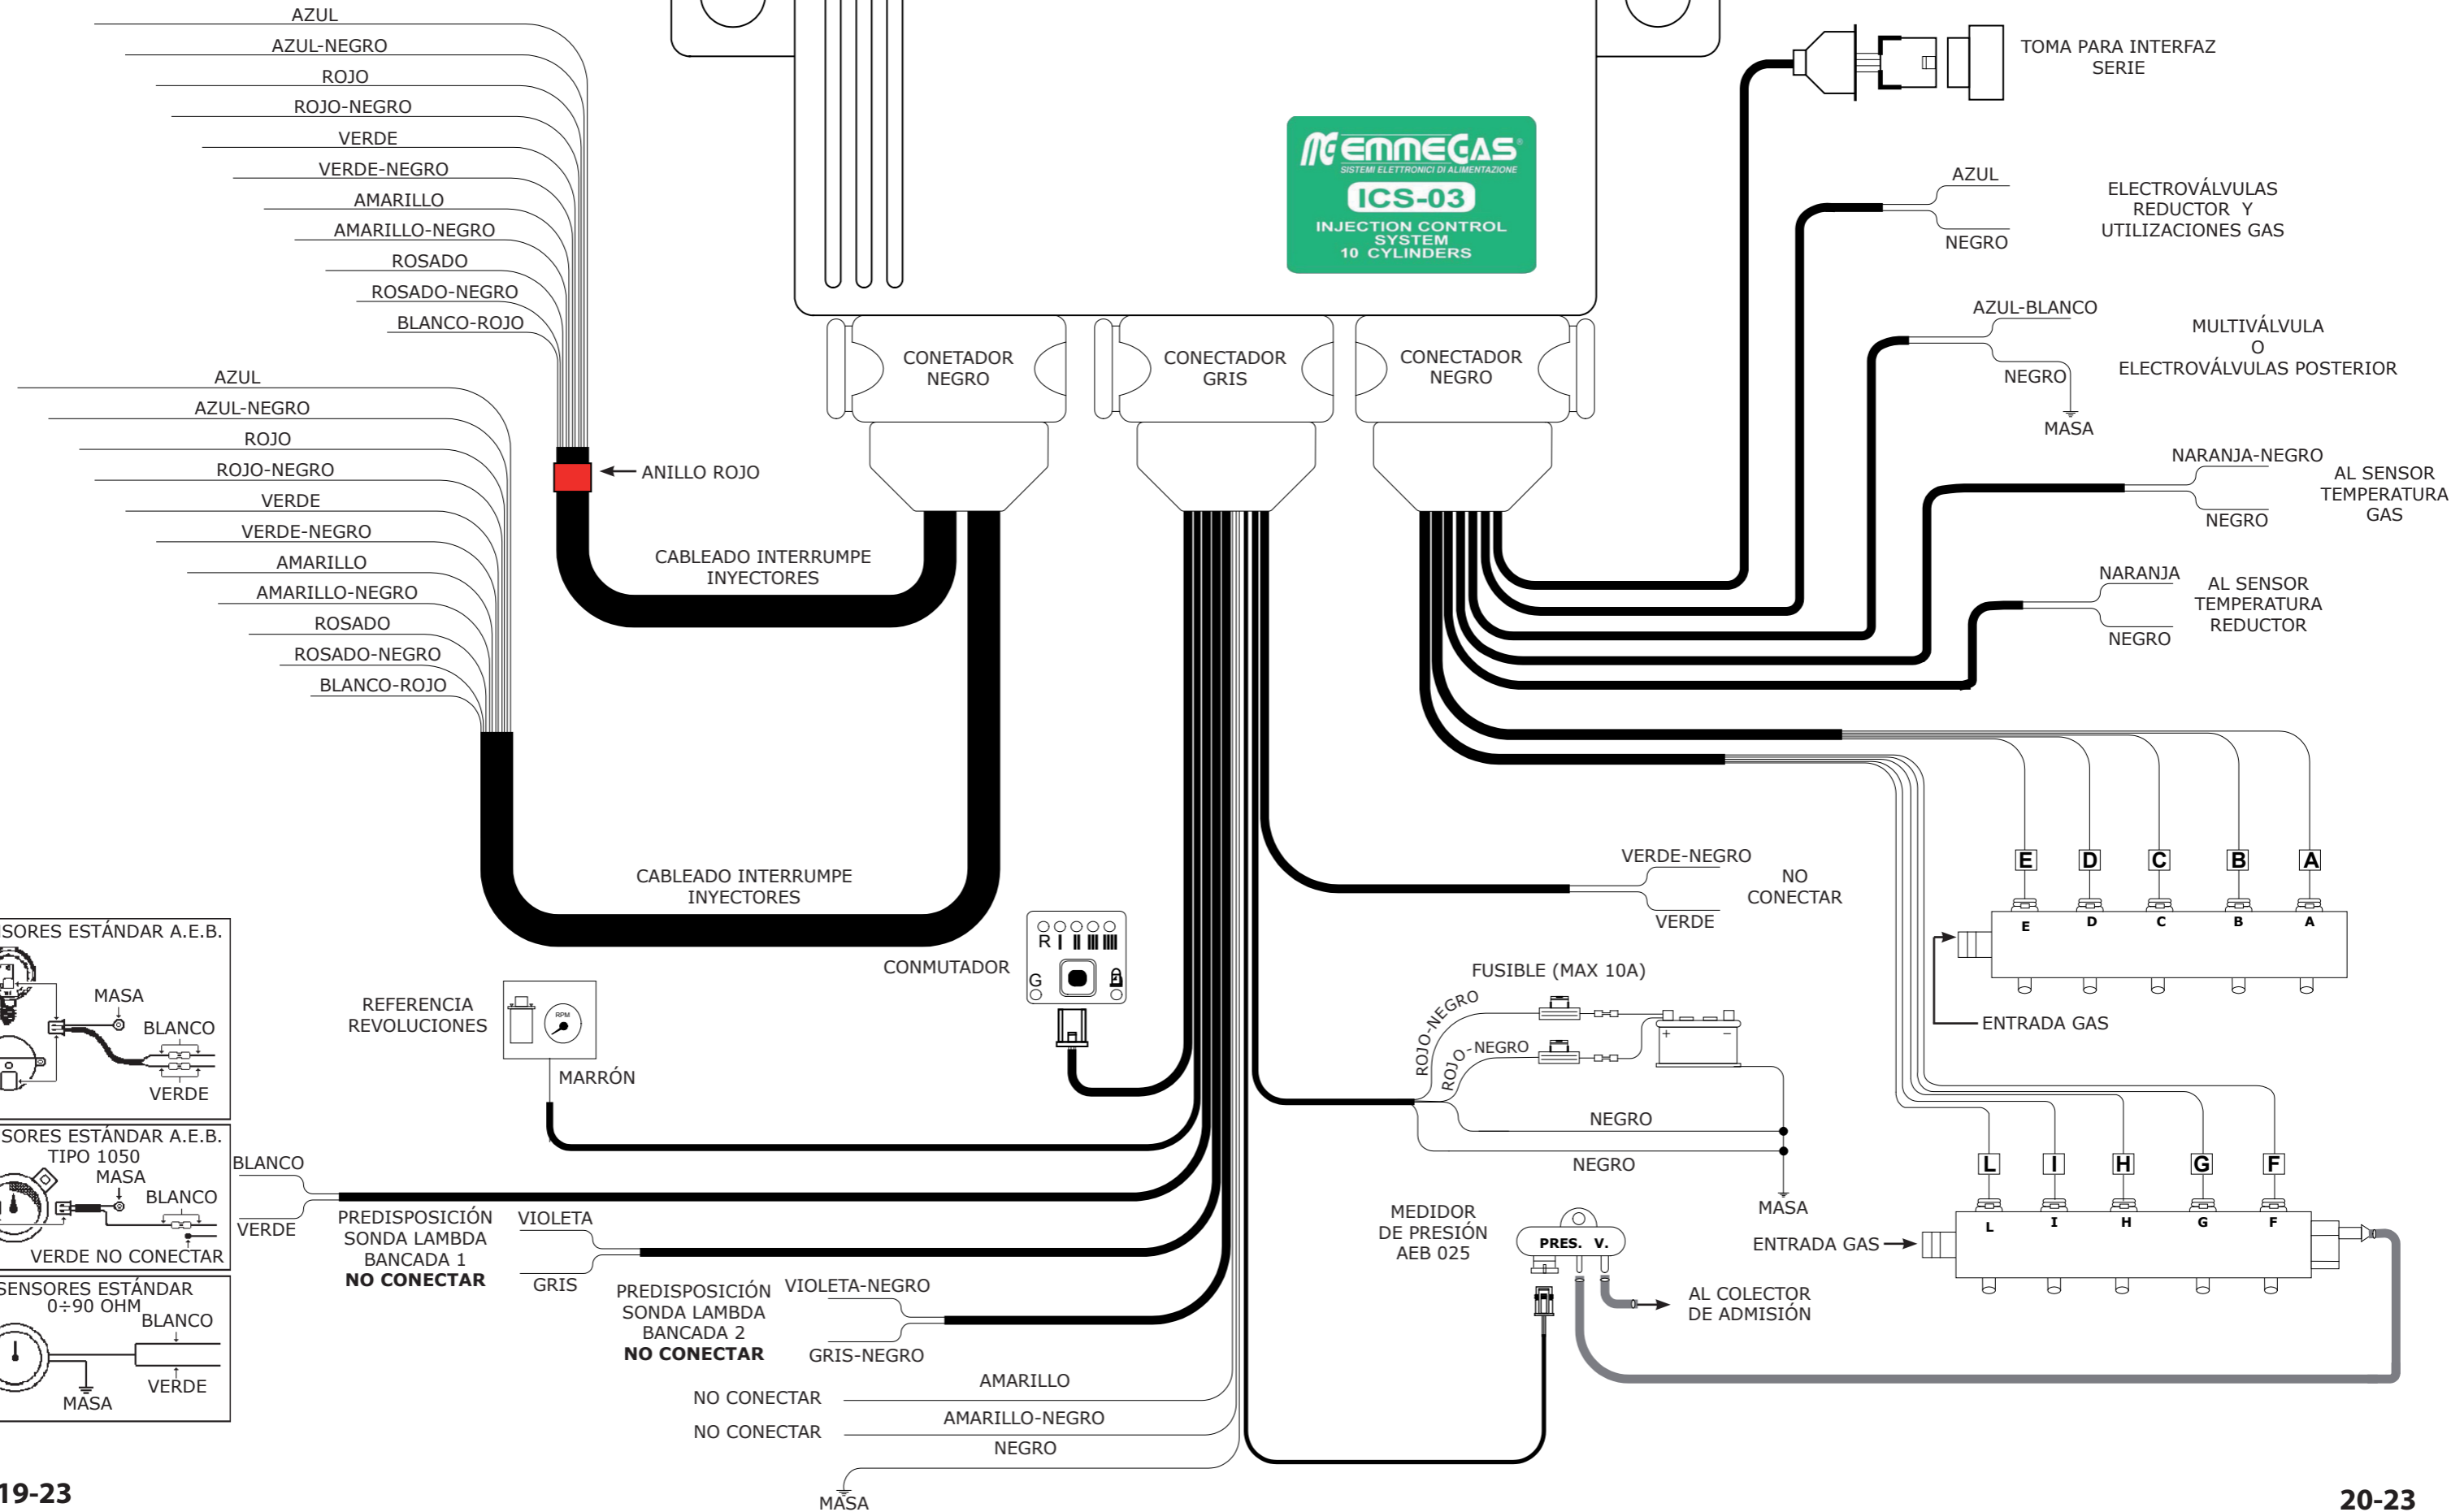 AZUL
AZUL-NEGRO
ROJO
ROJO-NEGRO
VERDE
VERDE-NEGRO
AMARILLO
AMARILLO-NEGRO
ROSADO
ROSADO-NEGRO
BLANCO-ROJO
AZUL
AZUL-NEGRO
ROJO
ROJO-NEGRO
VERDE
VERDE-NEGRO
AMARILLO
AMARILLO-NEGRO
ROSADO
ROSADO-NEGRO
BLANCO-ROJO
ANILLO ROJO
CABLEADO INTERRUMPE
INYECTORES
CABLEADO INTERRUMPE
INYECTORES
EMMEGAS®
SISTEMI ELETTRONICI DI ALIMENTAZIONE
ICS-03
INJECTION CONTROL
SYSTEM
10 CYLINDERS
CONETADOR
NEGRO
CONECTADOR
GRIS
CONECTADOR
NEGRO
TOMA PARA INTERFAZ
SERIE
AZUL
NEGRO
ELECTROVÁLVULAS
REDUCTOR Y
UTILIZACIONES GAS
AZUL-BLANCO
NEGRO
MASA
MULTIVÁLVULA
O
ELECTROVÁLVULAS POSTERIOR
NARANJA-NEGRO
NEGRO
AL SENSOR
TEMPERATURA
GAS
NARANJA
NEGRO
AL SENSOR
TEMPERATURA
REDUCTOR
E D C B A
E D C B A
ENTRADA GAS
VERDE-NEGRO
VERDE
NO
CONECTAR
CONMUTADOR
R I II III IIII
G
FUSIBLE (MAX 10A)
ROJO-NEGRO
ROJO-NEGRO
+ −
NEGRO
NEGRO
MASA
REFERENCIA
REVOLUCIONES
RPM
MARRÓN
L I H G F
L I H G F
ENTRADA GAS
MEDIDOR
DE PRESIÓN
AEB 025
PRES. V.
AL COLECTOR
DE ADMISIÓN
SORES ESTÁNDAR A.E.B.
MASA
BLANCO
VERDE
SORES ESTÁNDAR A.E.B.
TIPO 1050
MASA
BLANCO
VERDE NO CONECTAR
SENSORES ESTÁNDAR
0÷90 OHM
BLANCO
VERDE
MASA
BLANCO
VERDE
PREDISPOSICIÓN
SONDA LAMBDA
BANCADA 1
NO CONECTAR
VIOLETA
GRIS
PREDISPOSICIÓN
SONDA LAMBDA
BANCADA 2
NO CONECTAR
VIOLETA-NEGRO
GRIS-NEGRO
NO CONECTAR
AMARILLO
NO CONECTAR
AMARILLO-NEGRO
NEGRO
MASA
19-23
20-23